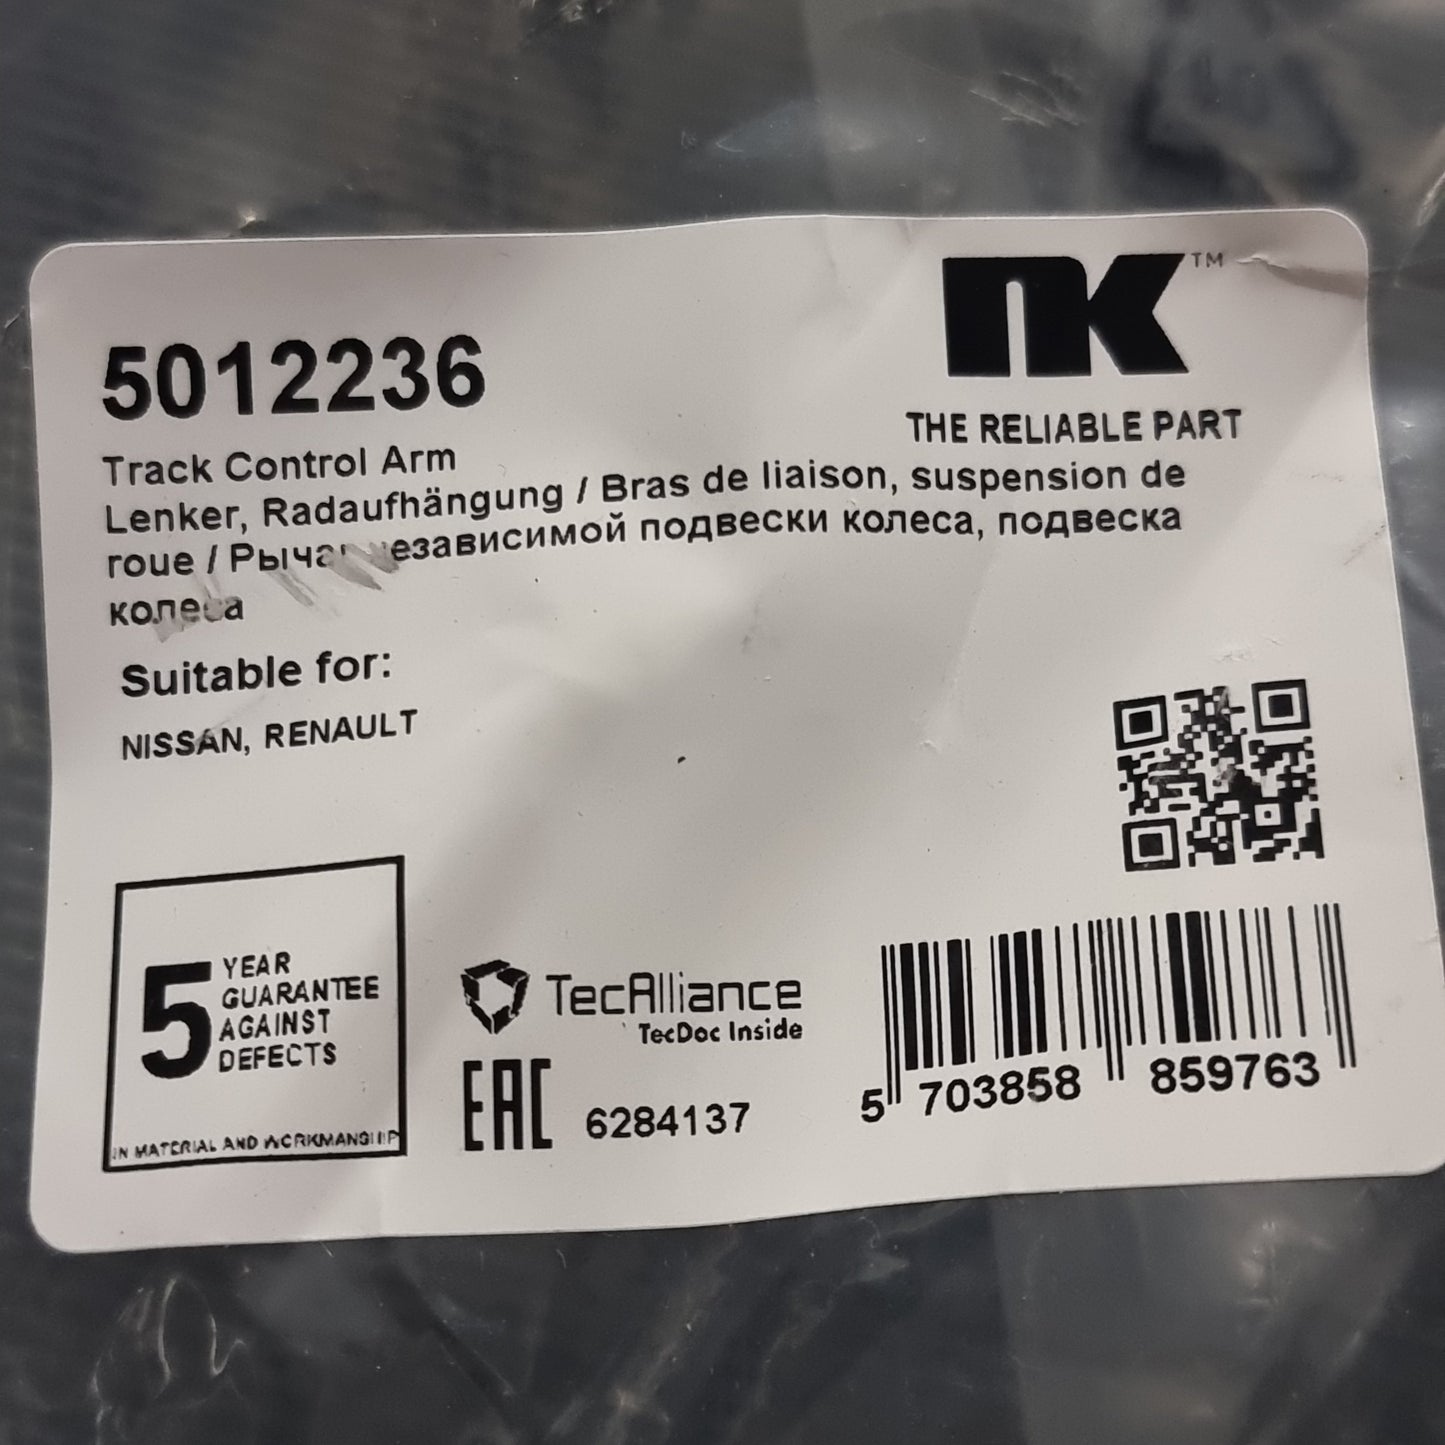 NK™
THE RELIABLE PART
5012236
Track Control Arm
Lenker, Radaufhängung / Bras de liaison, suspension de
roue / подвески колеса, подвеска
колеса
Suitable for:
NISSAN, RENAULT
5 YEAR
GUARANTEE
AGAINST
DEFECTS
IN MATERIAL AND WORKMANSHIP
TecAlliance
TecDoc Inside
EAC 6284137
5 703858 859763